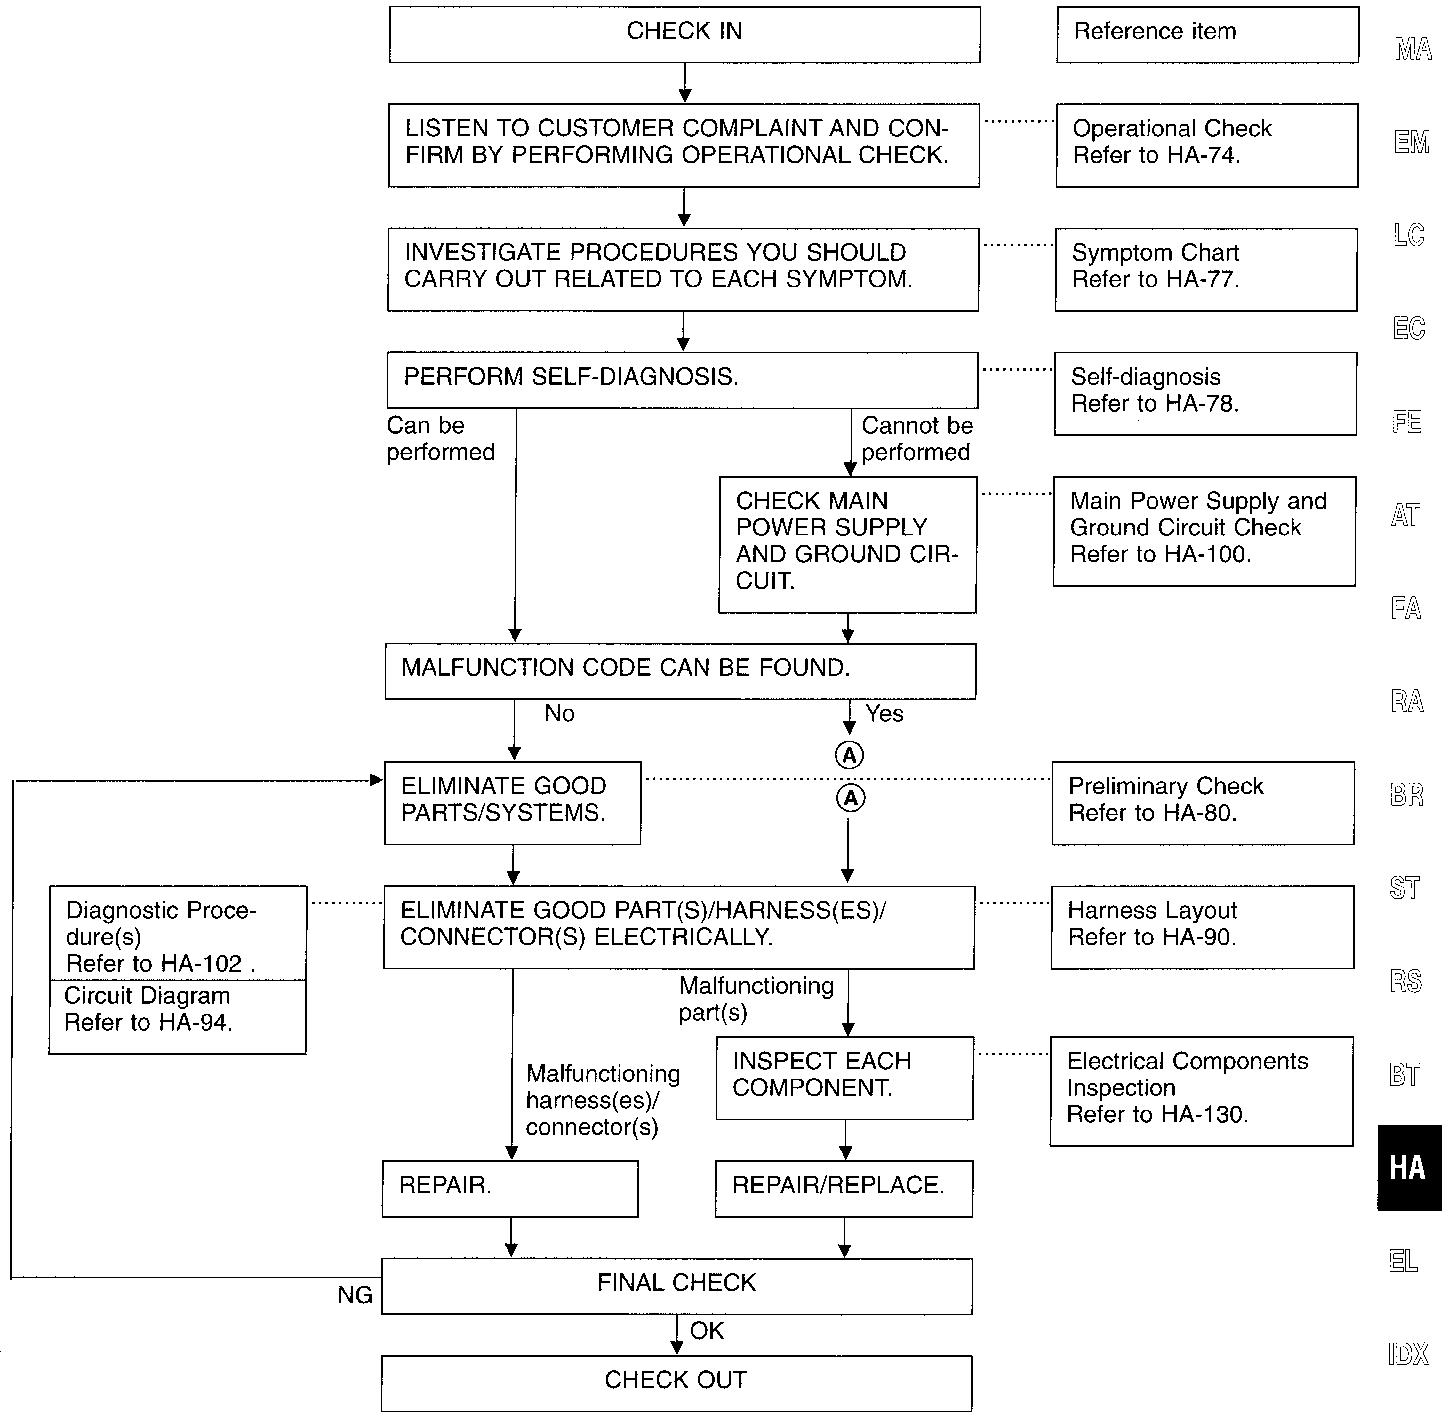 CHECK IN
Reference item
MA
LISTEN TO CUSTOMER COMPLAINT AND CON-
FIRM BY PERFORMING OPERATIONAL CHECK.
Operational Check
Refer to HA-74.
EM
INVESTIGATE PROCEDURES YOU SHOULD
CARRY OUT RELATED TO EACH SYMPTOM.
Symptom Chart
Refer to HA-77.
LC
EC
PERFORM SELF-DIAGNOSIS.
Self-diagnosis
Refer to HA-78.
FE
Can be
performed
Cannot be
performed
CHECK MAIN
POWER SUPPLY
AND GROUND CIR-
CUIT.
Main Power Supply and
Ground Circuit Check
Refer to HA-100.
AT
FA
MALFUNCTION CODE CAN BE FOUND.
RA
No
Yes
A
A
ELIMINATE GOOD
PARTS/SYSTEMS.
Preliminary Check
Refer to HA-80.
BR
ST
Diagnostic Proce-
dure(s)
Refer to HA-102 .
Circuit Diagram
Refer to HA-94.
ELIMINATE GOOD PART(S)/HARNESS(ES)/
CONNECTOR(S) ELECTRICALLY.
Harness Layout
Refer to HA-90.
RS
Malfunctioning
part(s)
Malfunctioning
harness(es)/
connector(s)
INSPECT EACH
COMPONENT.
Electrical Components
Inspection
Refer to HA-130.
BT
HA
REPAIR.
REPAIR/REPLACE.
EL
FINAL CHECK
NG
OK
CHECK OUT
IDX